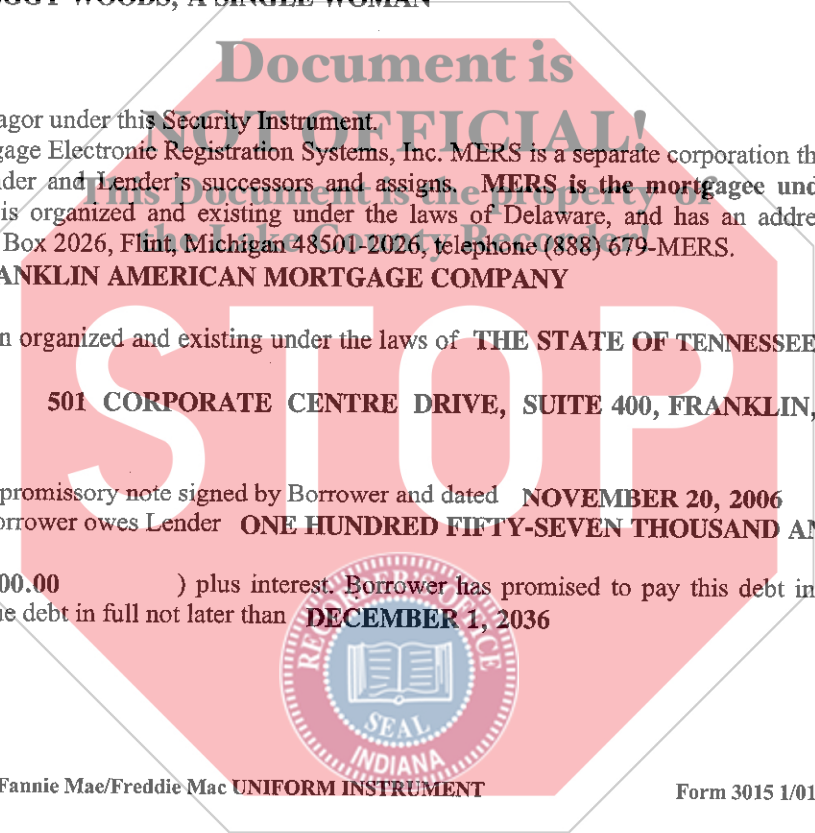 WOODS, A SINGLE WOMAN
Document is
NOT OFFICIAL!
This Document is the property of
the Lake County Recorder!
STOP
agor under this Security Instrument.
gage Electronic Registration Systems, Inc. MERS is a separate corporation th
der and Lender's successors and assigns. MERS is the mortgagee und
is organized and existing under the laws of Delaware, and has an addre
Box 2026, Flint, Michigan 48501-2026, telephone (888) 679-MERS.
ANKLIN AMERICAN MORTGAGE COMPANY
n organized and existing under the laws of THE STATE OF TENNESSEE
501 CORPORATE CENTRE DRIVE, SUITE 400, FRANKLIN,
promissory note signed by Borrower and dated NOVEMBER 20, 2006
orrower owes Lender ONE HUNDRED FIFTY-SEVEN THOUSAND AN
00.00 ) plus interest. Borrower has promised to pay this debt in
e debt in full not later than DECEMBER 1, 2036
RECORDER'S OFFICE
SEAL
INDIANA
Fannie Mae/Freddie Mac UNIFORM INSTRUMENT
Form 3015 1/01